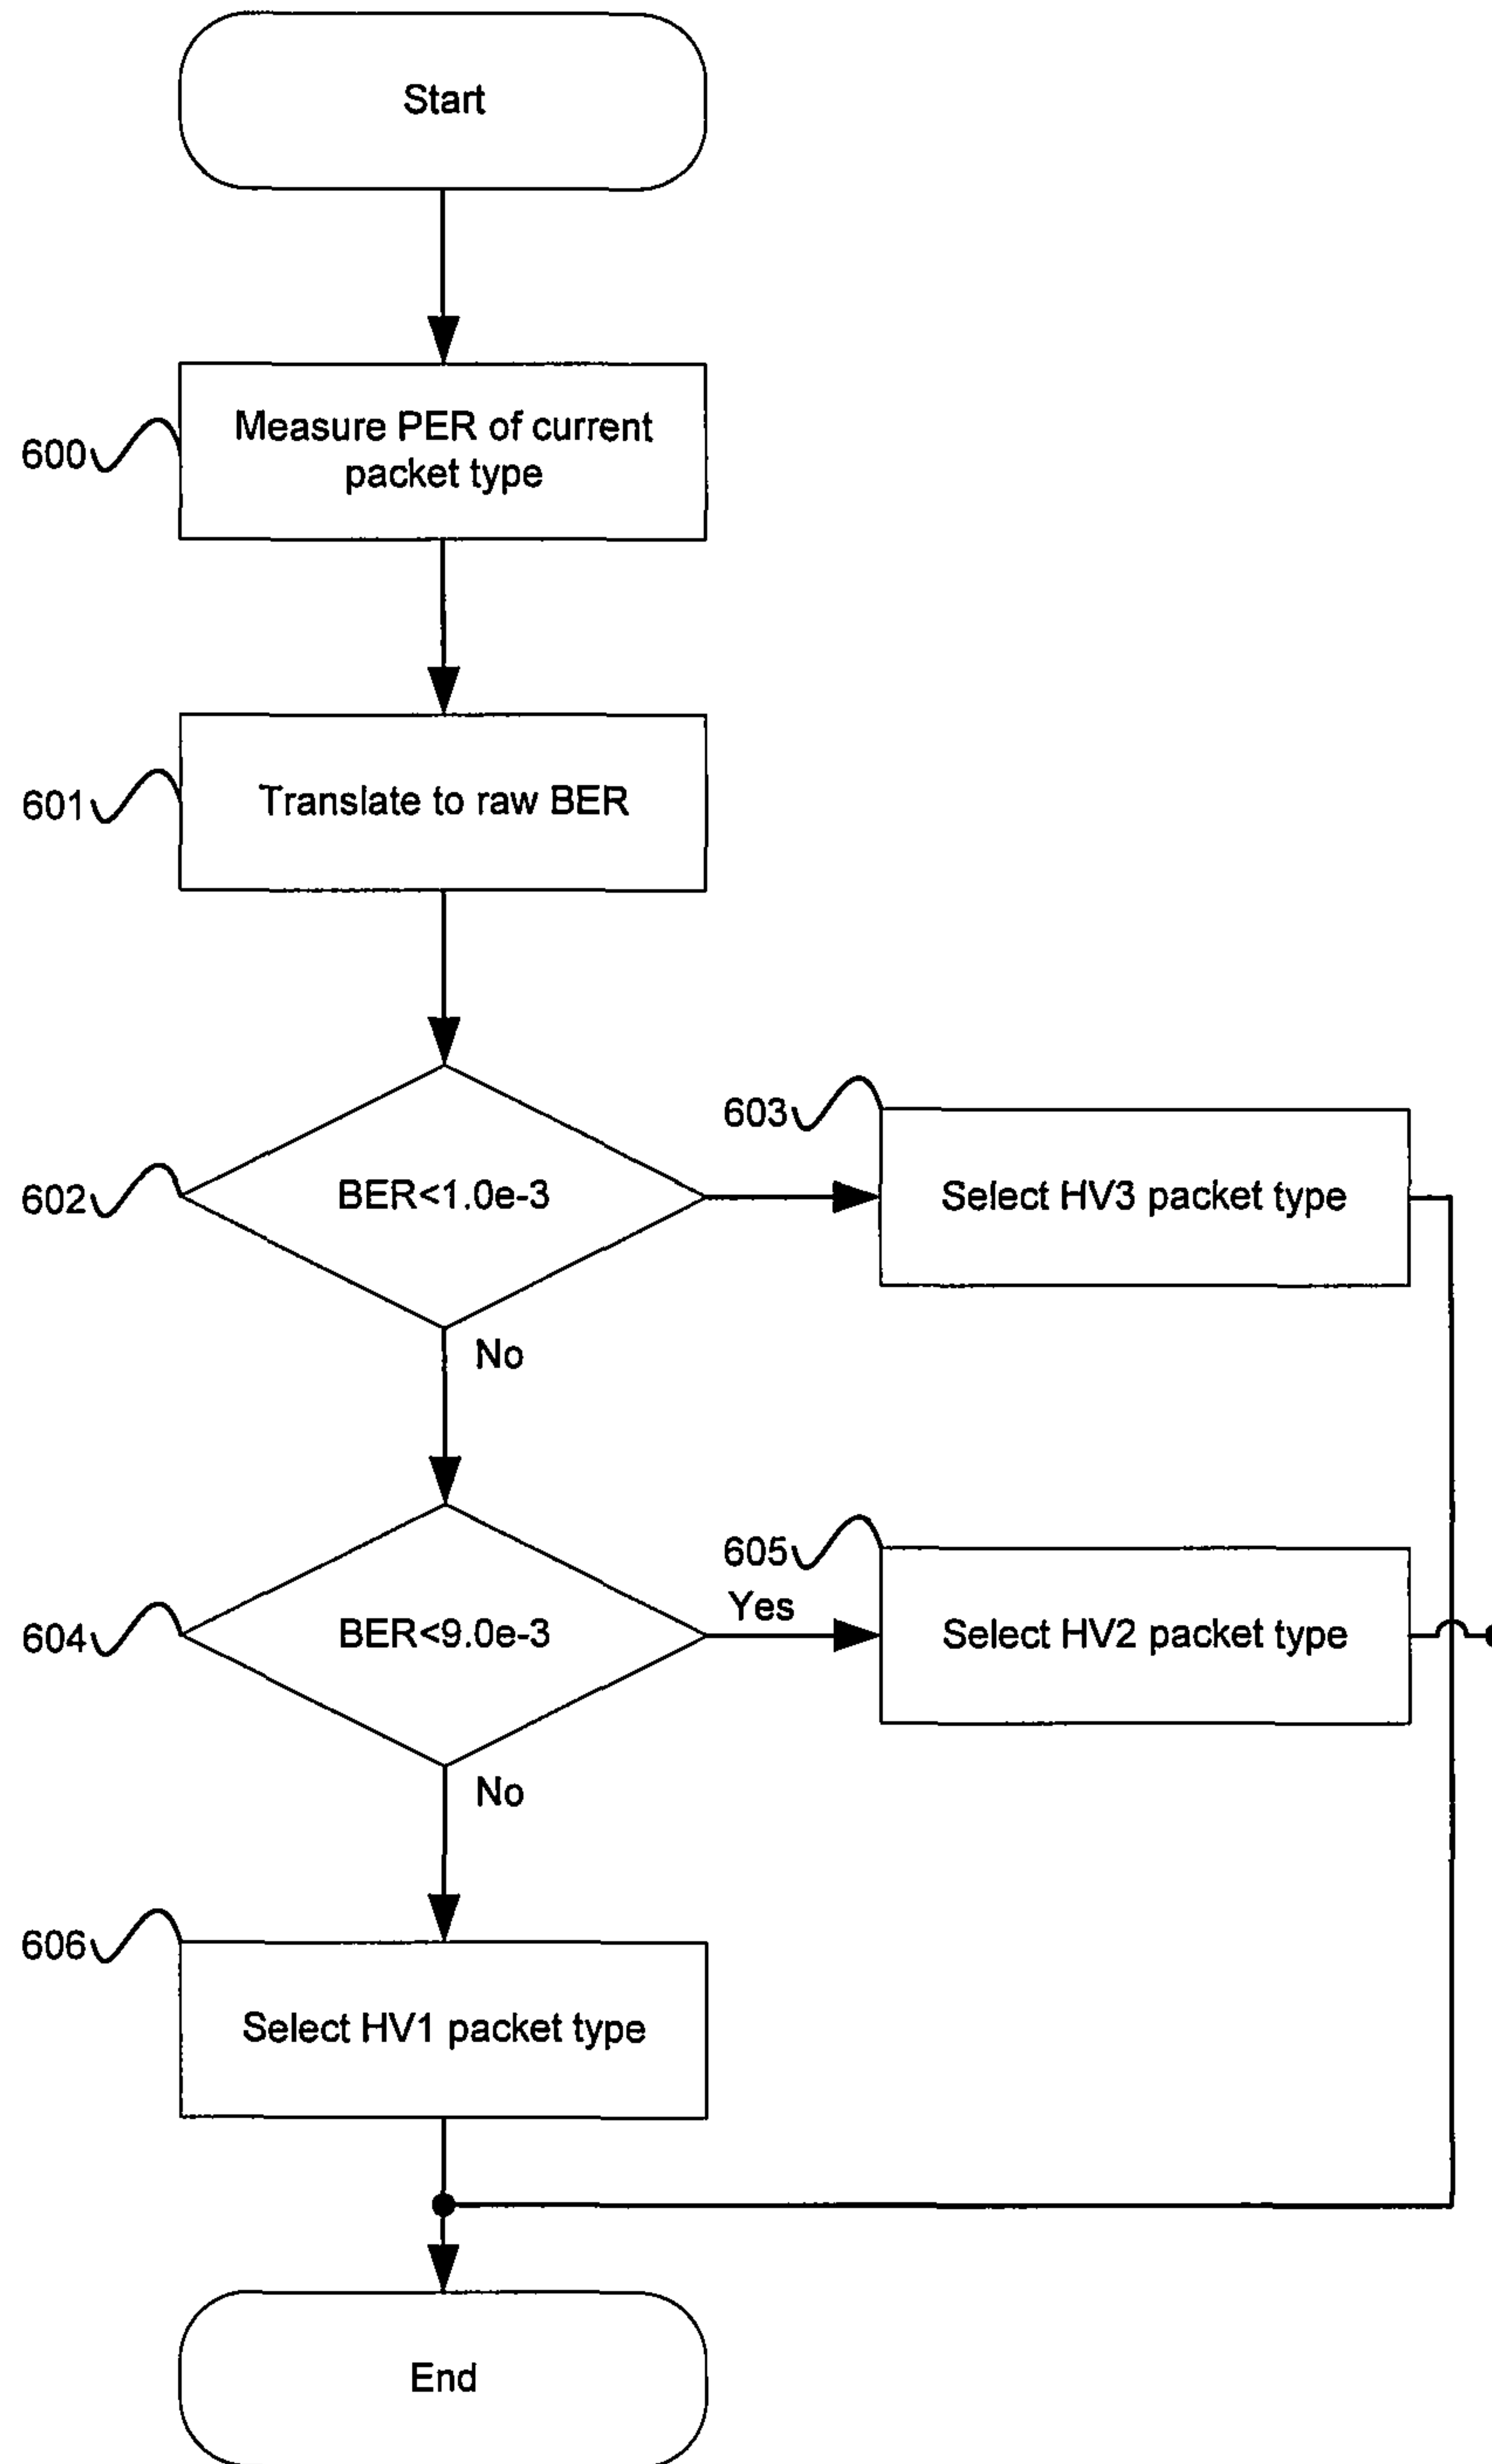 Start
600
Measure PER of current
packet type
601
Translate to raw BER
602
BER<1.0e-3
603
Select HV3 packet type
No
604
BER<9.0e-3
Yes
605
Select HV2 packet type
No
606
Select HV1 packet type
End